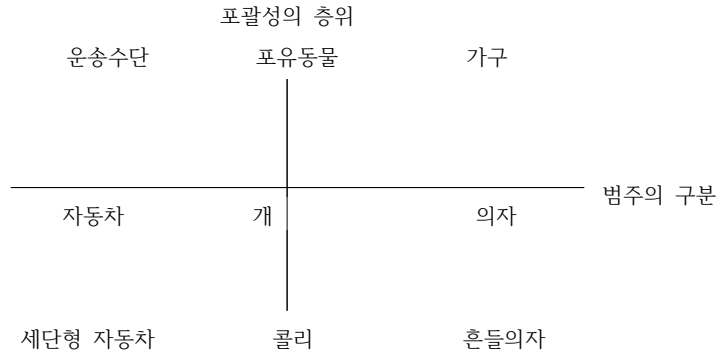 포괄성의 층위
운송수단 포유동물 가구
범주의 구분
자동차 개 의자
세단형 자동차 콜리 흔들의자